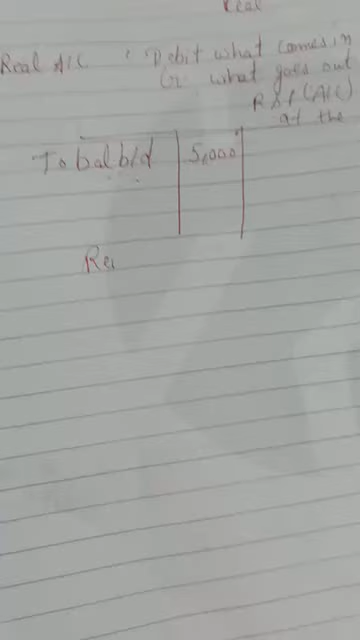 Real
Real A/C : Debit what comes in
Cr what goes out
R&P (A/C)
at the
To bal b/d 5,000
Re